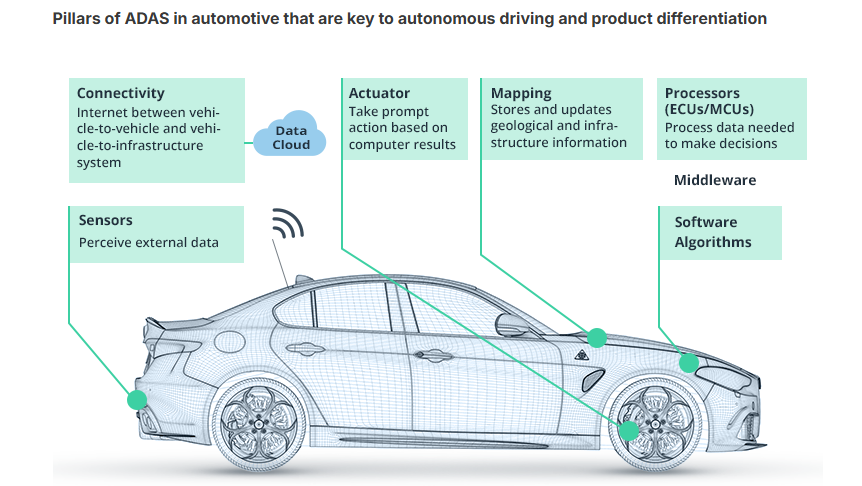 Pillars of ADAS in automotive that are key to autonomous driving and product differentiation
Connectivity
Internet between vehi-
cle-to-vehicle and vehi-
cle-to-infrastructure
system
Data
Cloud
Actuator
Take prompt
action based on
computer results
Mapping
Stores and updates
geological and infra-
structure information
Processors
(ECUs/MCUs)
Process data needed
to make decisions
Middleware
Sensors
Perceive external data
Software
Algorithms